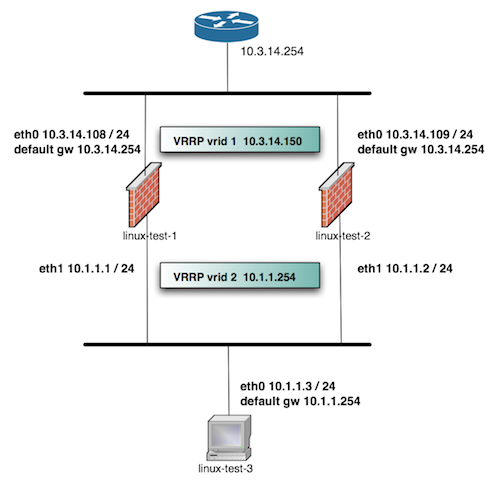 10.3.14.254
eth0 10.3.14.108 / 24
default gw 10.3.14.254
VRRP vrid 1 10.3.14.150
eth0 10.3.14.109 / 24
default gw 10.3.14.254
linux-test-1
linux-test-2
eth1 10.1.1.1 / 24
VRRP vrid 2 10.1.1.254
eth1 10.1.1.2 / 24
eth0 10.1.1.3 / 24
default gw 10.1.1.254
linux-test-3